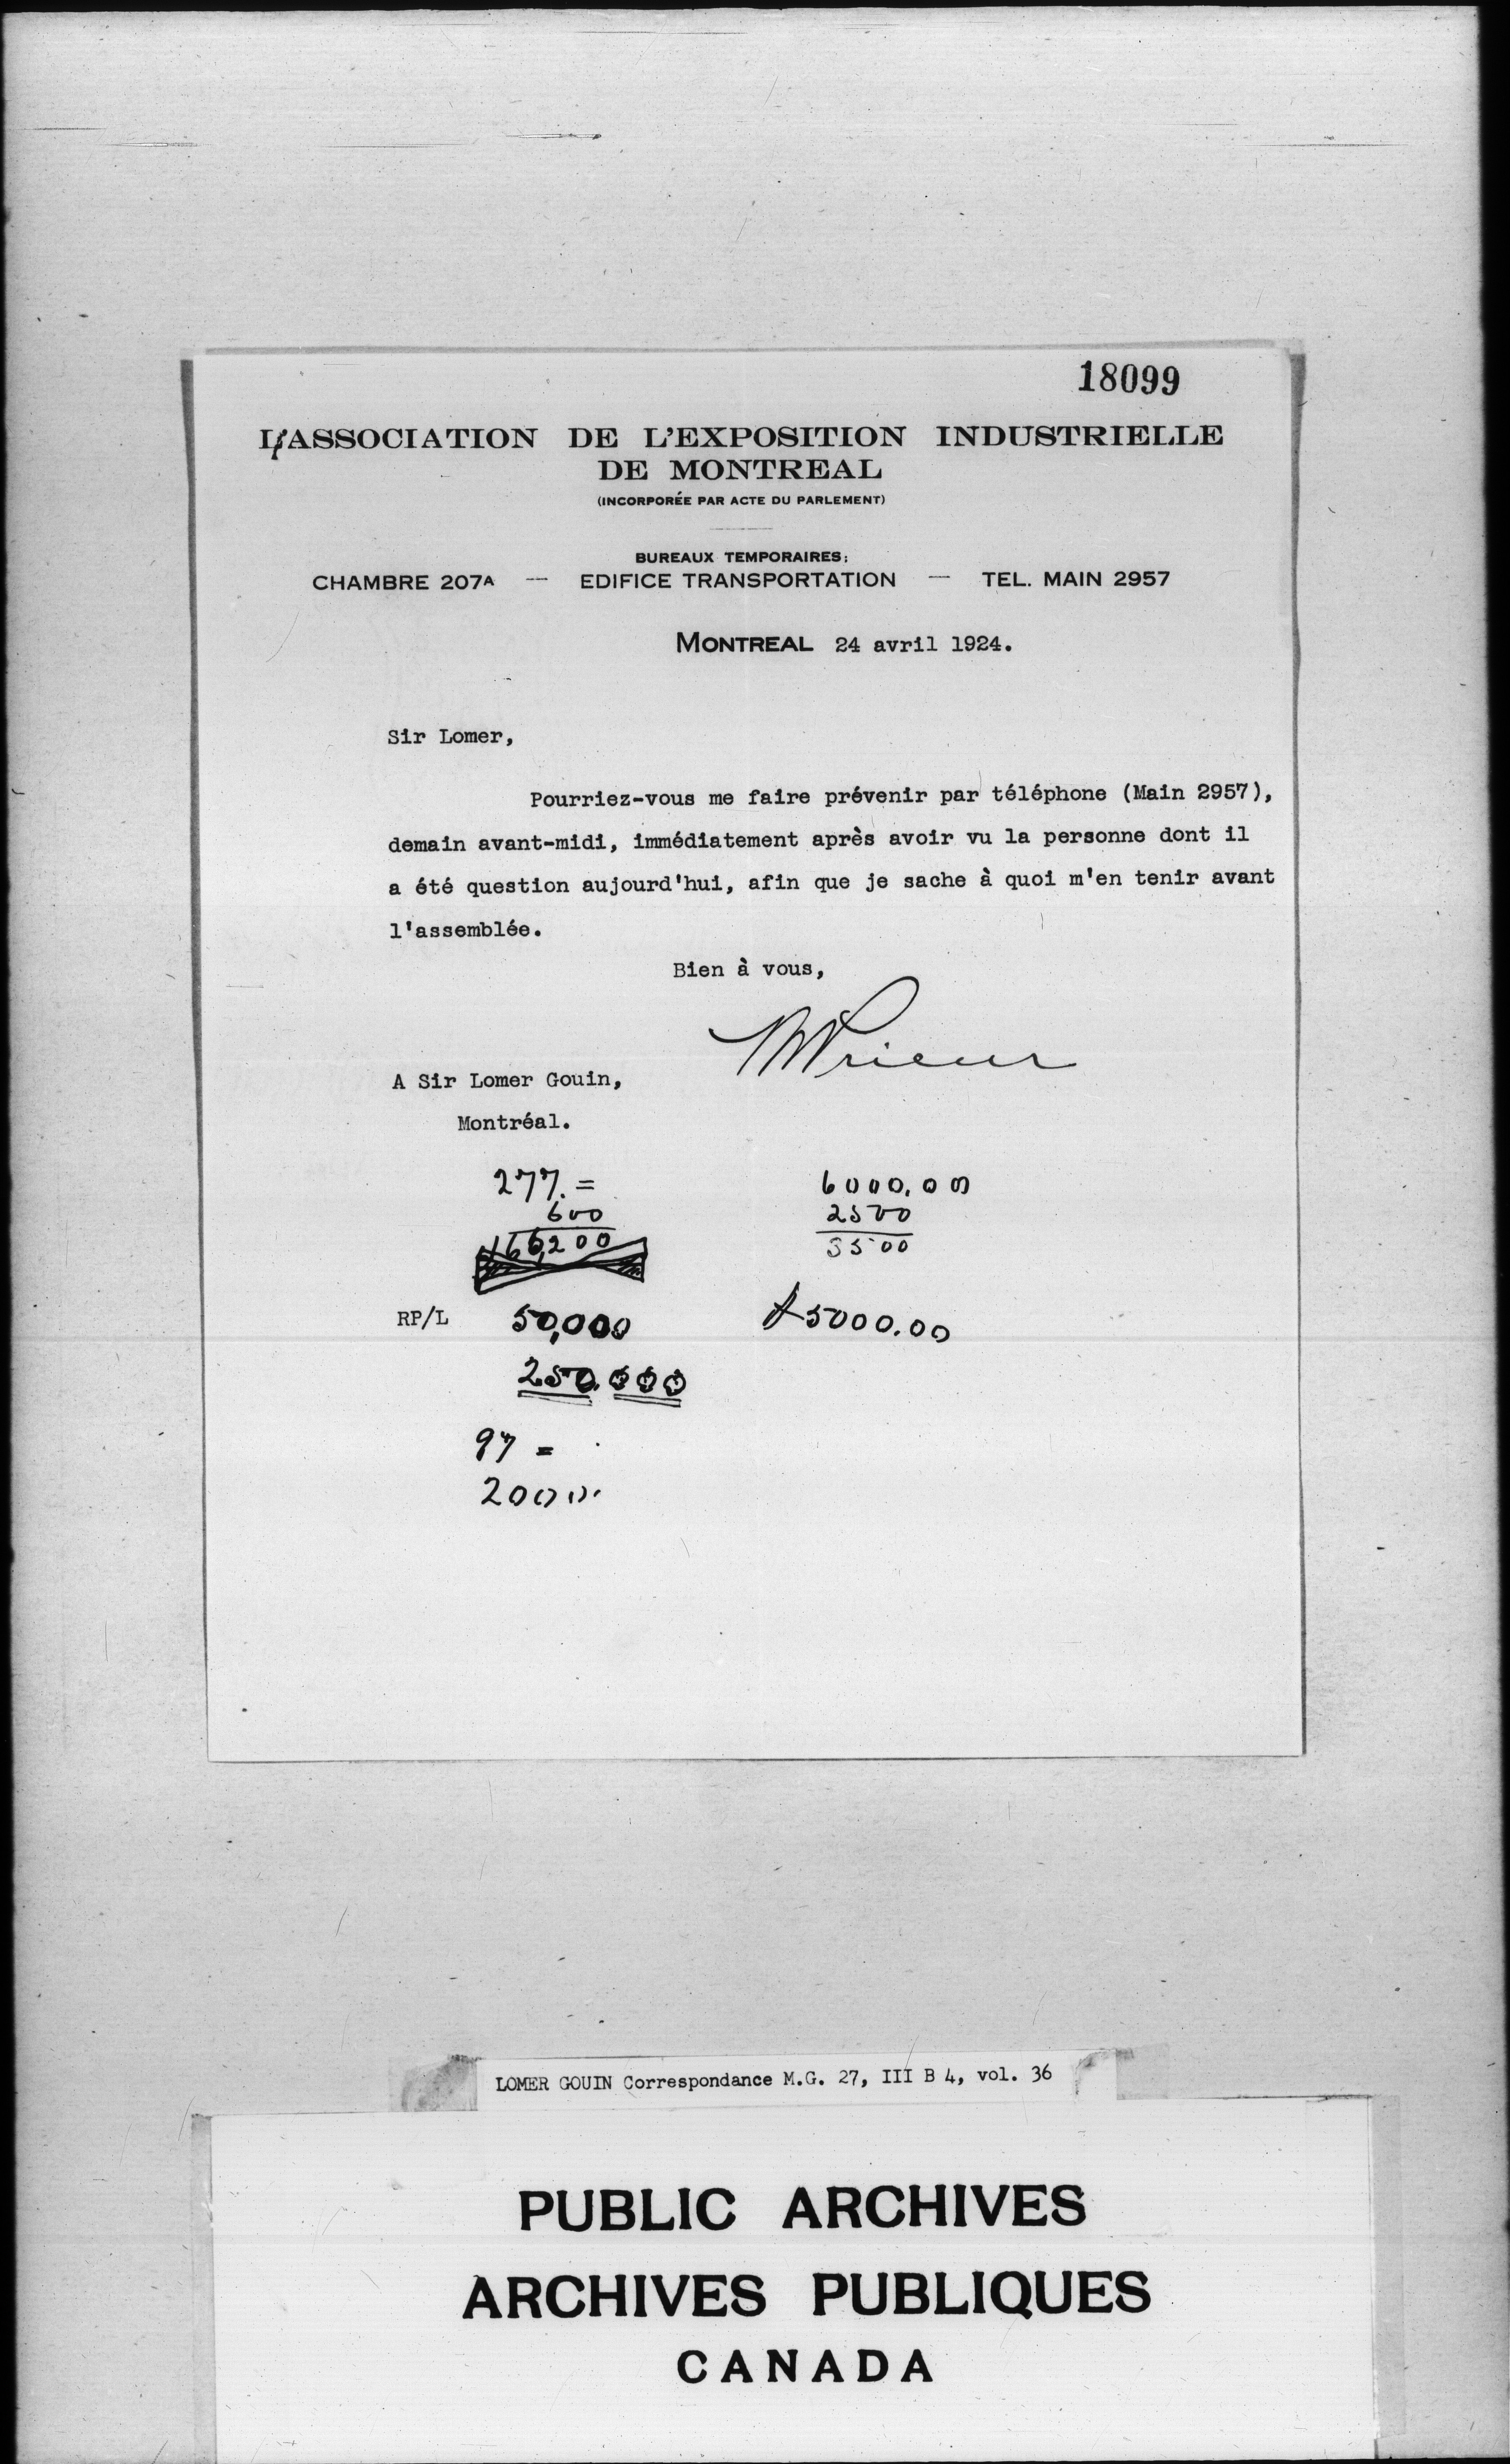 18099
L'ASSOCIATION DE L'EXPOSITION INDUSTRIELLE
DE MONTREAL
(INCORPORÉE PAR ACTE DU PARLEMENT)
BUREAUX TEMPORAIRES:
CHAMBRE 207A — EDIFICE TRANSPORTATION — TEL. MAIN 2957
MONTREAL 24 avril 1924.
Sir Lomer,
Pourriez-vous me faire prévenir par téléphone (Main 2957),
demain avant-midi, immédiatement après avoir vu la personne dont il
a été question aujourd'hui, afin que je sache à quoi m'en tenir avant
l'assemblée.
Bien à vous,
Prieur
A Sir Lomer Gouin,
Montréal.
277. = 6000.00
600 2500
166,200 3500
RP/L 50,000 $5000.00
250.000
97 =
LOMER GOUIN Correspondance M.G. 27, III B 4, vol. 36
PUBLIC ARCHIVES
ARCHIVES PUBLIQUES
CANADA